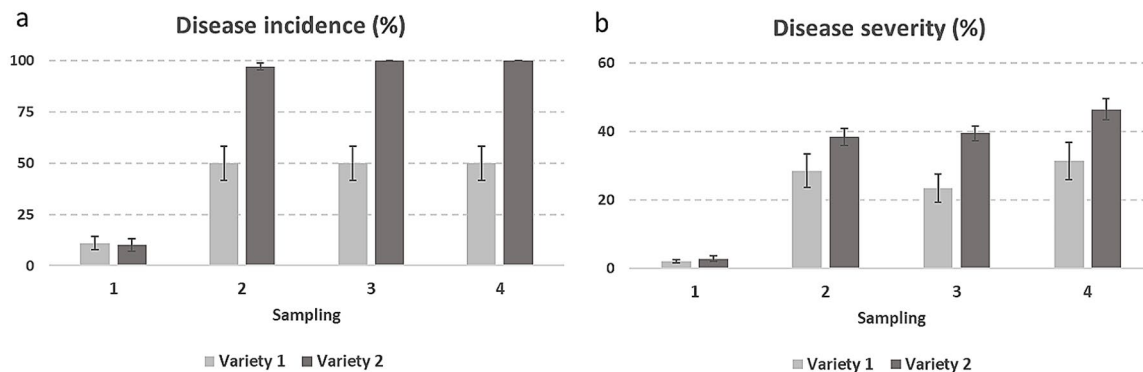 a
Disease incidence (%)
100
75
50
25
0
1 2 3 4
Sampling
Variety 1 Variety 2
b
Disease severity (%)
60
40
20
0
1 2 3 4
Sampling
Variety 1 Variety 2